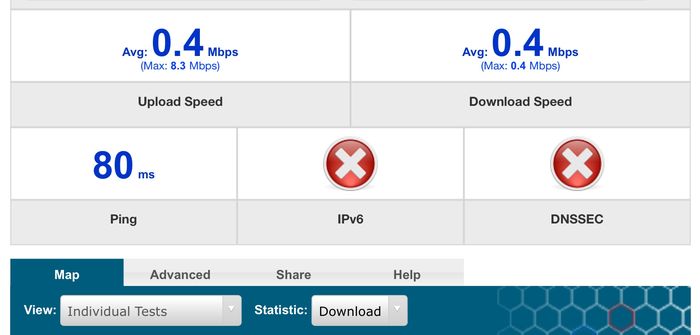 Avg: 0.4 Mbps
(Max: 8.3 Mbps)
Upload Speed
Avg: 0.4 Mbps
(Max: 0.4 Mbps)
Download Speed
80 ms
Ping
IPv6
DNSSEC
Map Advanced Share Help
View: Individual Tests Statistic: Download